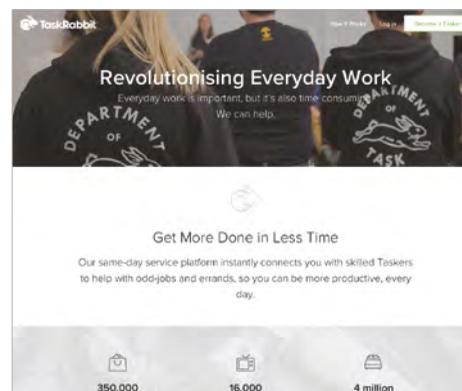 TaskRabbit
How It Works Log in Become a Tasker
Revolutionising Everyday Work
Everyday work is important, but it's also time consuming.
We can help.
DEPARTMENT
OF
DEPARTMENT
OF
TASK
Get More Done in Less Time
Our same-day service platform instantly connects you with skilled Taskers
to help with odd-jobs and errands, so you can be more productive, every
day.
350,000 16,000 4 million